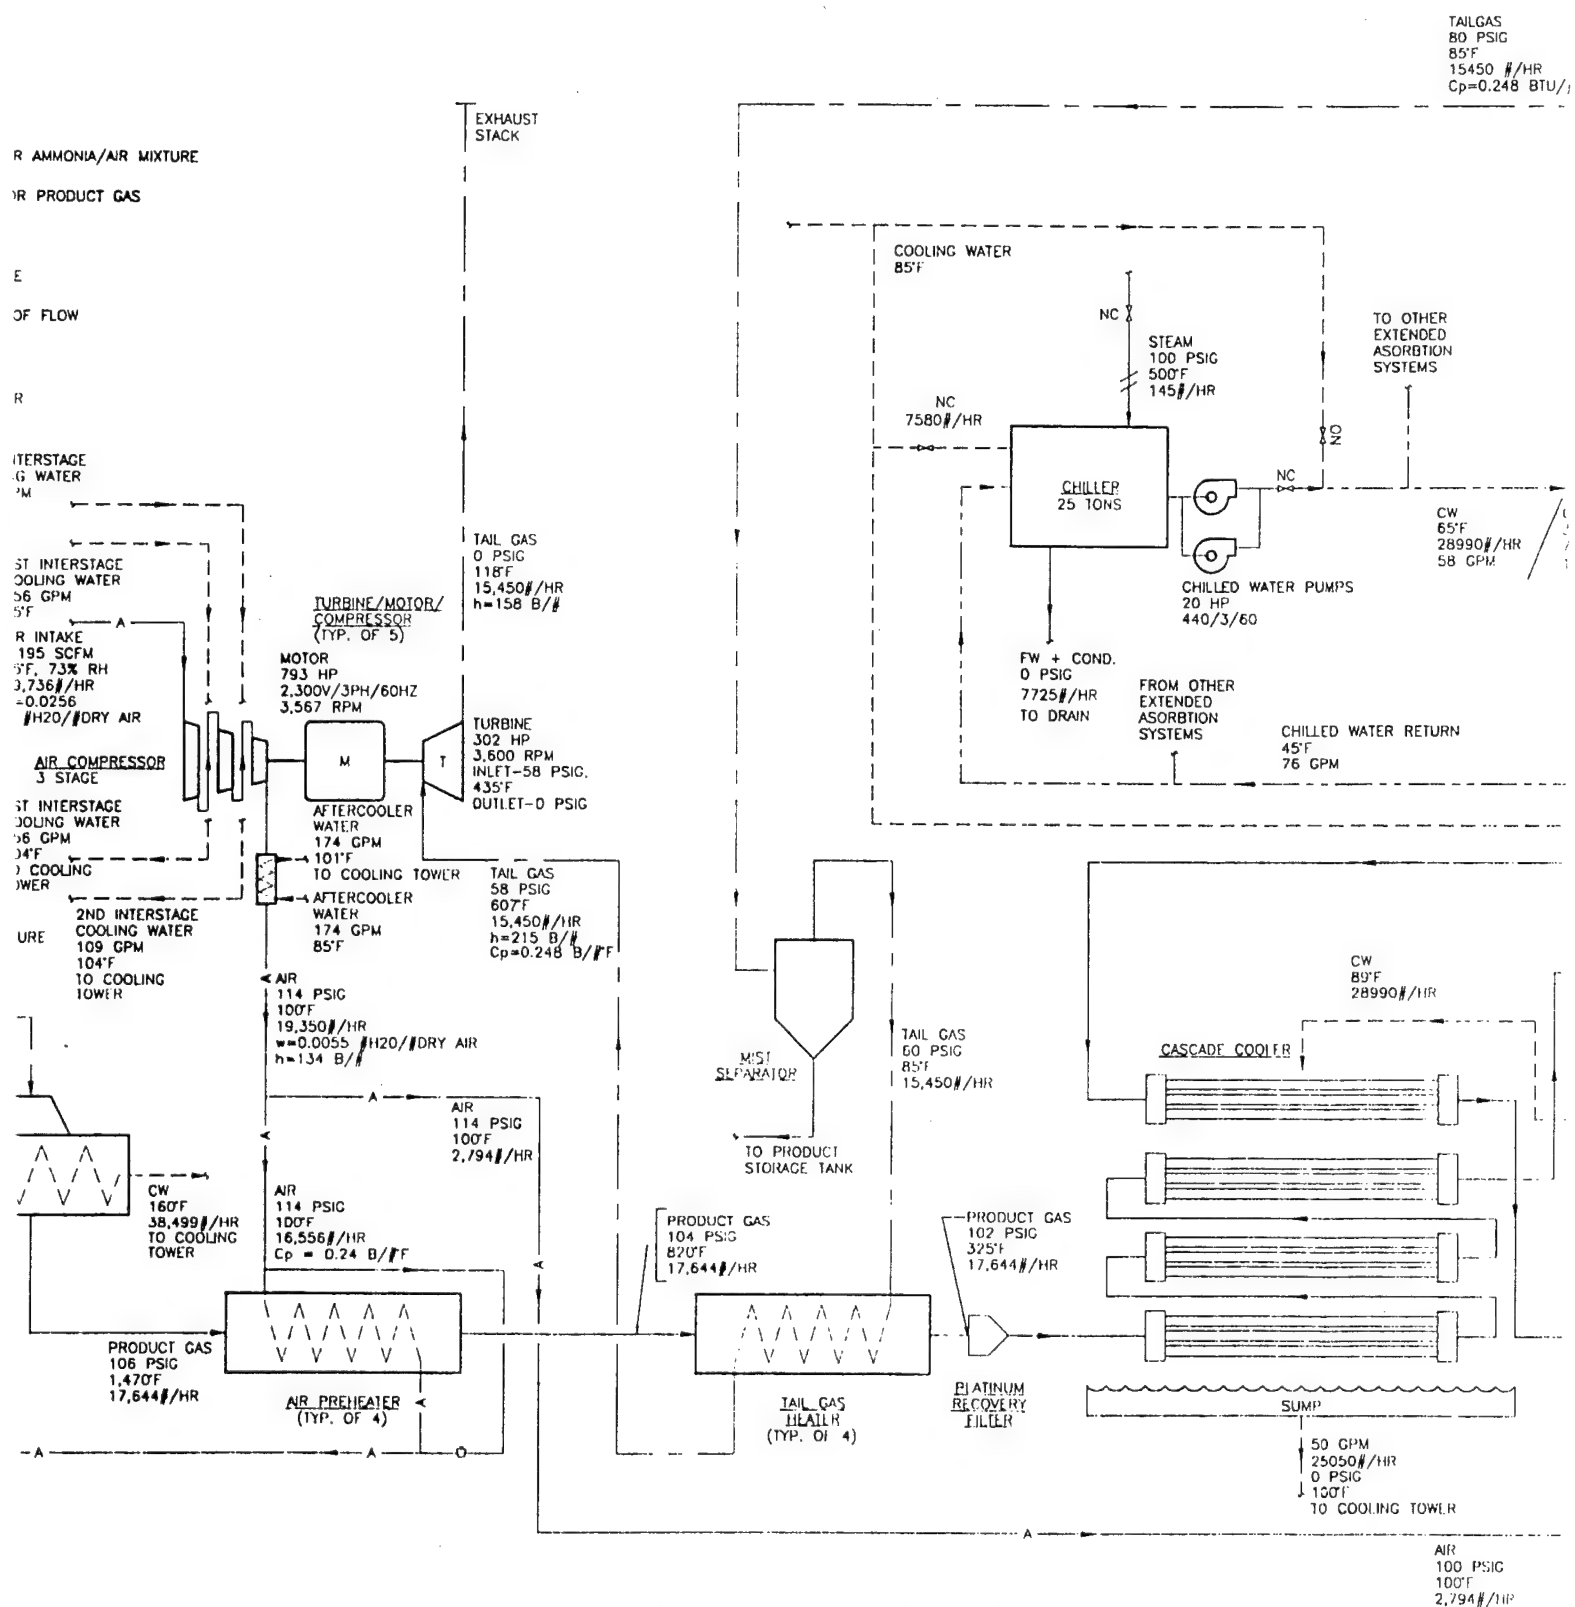 TAILGAS
80 PSIG
85°F
15450 #/HR
Cp=0.248 BTU/
EXHAUST
STACK
R AMMONIA/AIR MIXTURE
R PRODUCT GAS
E
OF FLOW
R
COOLING WATER
85°F
NC
STEAM
100 PSIG
500°F
145#/HR
TO OTHER
EXTENDED
ASORBTION
SYSTEMS
NC
7580#/HR
NO
CHILLER
25 TONS
NC
CW
65°F
28990#/HR
58 GPM
CHILLED WATER PUMPS
20 HP
440/3/60
FW + COND.
0 PSIG
7725#/HR
TO DRAIN
FROM OTHER
EXTENDED
ASORBTION
SYSTEMS
CHILLED WATER RETURN
45°F
76 GPM
TERSTAGE
G WATER
PM
ST INTERSTAGE
OOLING WATER
56 GPM
5°F
A
R INTAKE
195 SCFM
5°F, 73% RH
,736#/HR
=0.0256
#H2O/#DRY AIR
AIR COMPRESSOR
3 STAGE
ST INTERSTAGE
OOLING WATER
56 GPM
04°F
COOLING
OWER
URE
2ND INTERSTAGE
COOLING WATER
109 GPM
104°F
TO COOLING
TOWER
TURBINE/MOTOR/
COMPRESSOR
(TYP. OF 5)
MOTOR
793 HP
2,300V/3PH/60HZ
3,567 RPM
M
T
TAIL GAS
0 PSIG
118°F
15,450#/HR
h=158 B/#
TURBINE
302 HP
3,600 RPM
INLET-58 PSIG,
435°F
OUTLET-0 PSIG
AFTERCOOLER
WATER
174 GPM
101°F
TO COOLING TOWER
AFTERCOOLER
WATER
174 GPM
85°F
TAIL GAS
58 PSIG
607°F
15,450#/HR
h=215 B/#
Cp=0.248 B/#°F
A
AIR
114 PSIG
100°F
19,350#/HR
w=0.0055 #H2O/#DRY AIR
h=134 B/#
A
AIR
114 PSIG
100°F
2,794#/HR
A
AIR
114 PSIG
100°F
16,556#/HR
Cp = 0.24 B/#°F
A
CW
160°F
38,499#/HR
TO COOLING
TOWER
MIST
SEPARATOR
TO PRODUCT
STORAGE TANK
TAIL GAS
60 PSIG
85°F
15,450#/HR
CW
89°F
28990#/HR
CASCADE COOLER
PRODUCT GAS
104 PSIG
820°F
17,644#/HR
PRODUCT GAS
102 PSIG
325°F
17,644#/HR
PRODUCT GAS
106 PSIG
1,470°F
17,644#/HR
AIR PREHEATER
(TYP. OF 4)
A
A
A
O
TAIL GAS
HEATER
(TYP. OF 4)
PLATINUM
RECOVERY
FILTER
SUMP
50 GPM
25050#/HR
0 PSIG
100°F
TO COOLING TOWER
A
AIR
100 PSIG
100°F
2,794#/HR